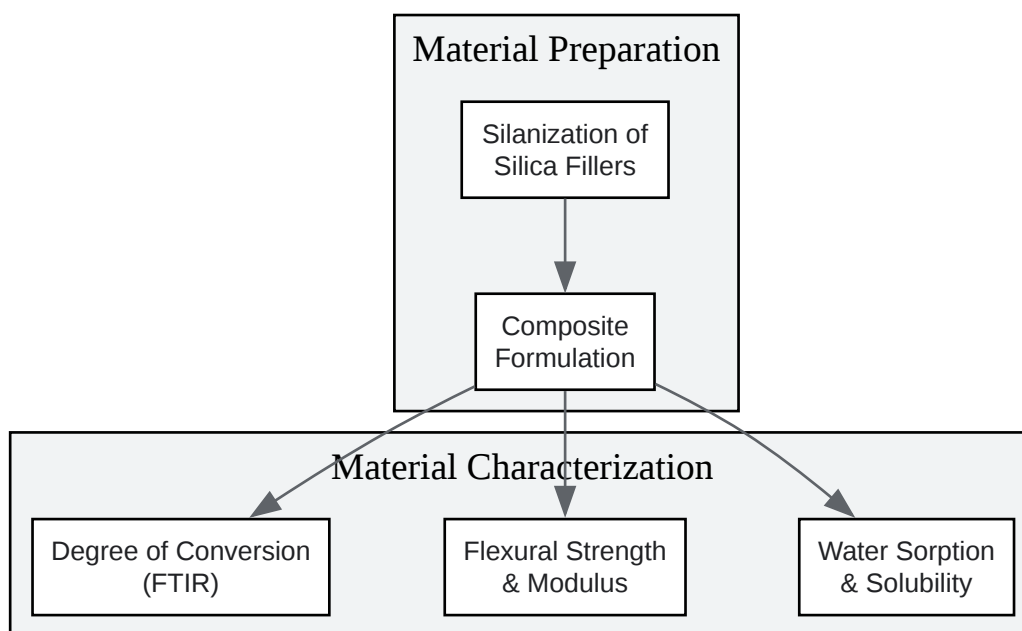 Material Preparation
Silanization of
Silica Fillers
Composite
Formulation
Material Characterization
Degree of Conversion
(FTIR)
Flexural Strength
& Modulus
Water Sorption
& Solubility